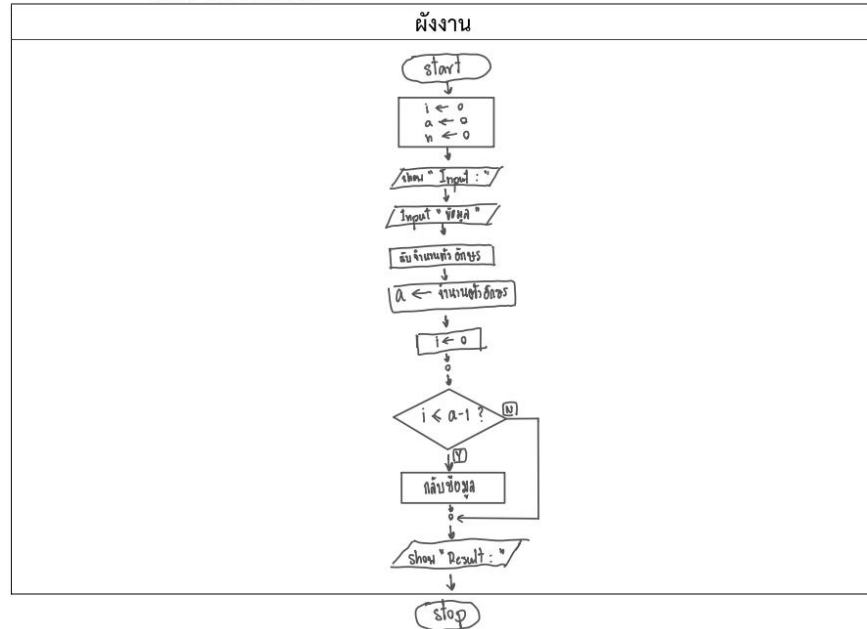 ผังงาน
start
i ← 0
a ← 0
n ← 0
show " Input : "
Input " ข้อมูล "
นับจำนวนตัวอักษร
a ← จำนวนตัวอักษร
i ← 0
i < a-1 ?
N
Y
กลับข้อมูล
show " Result : "
stop